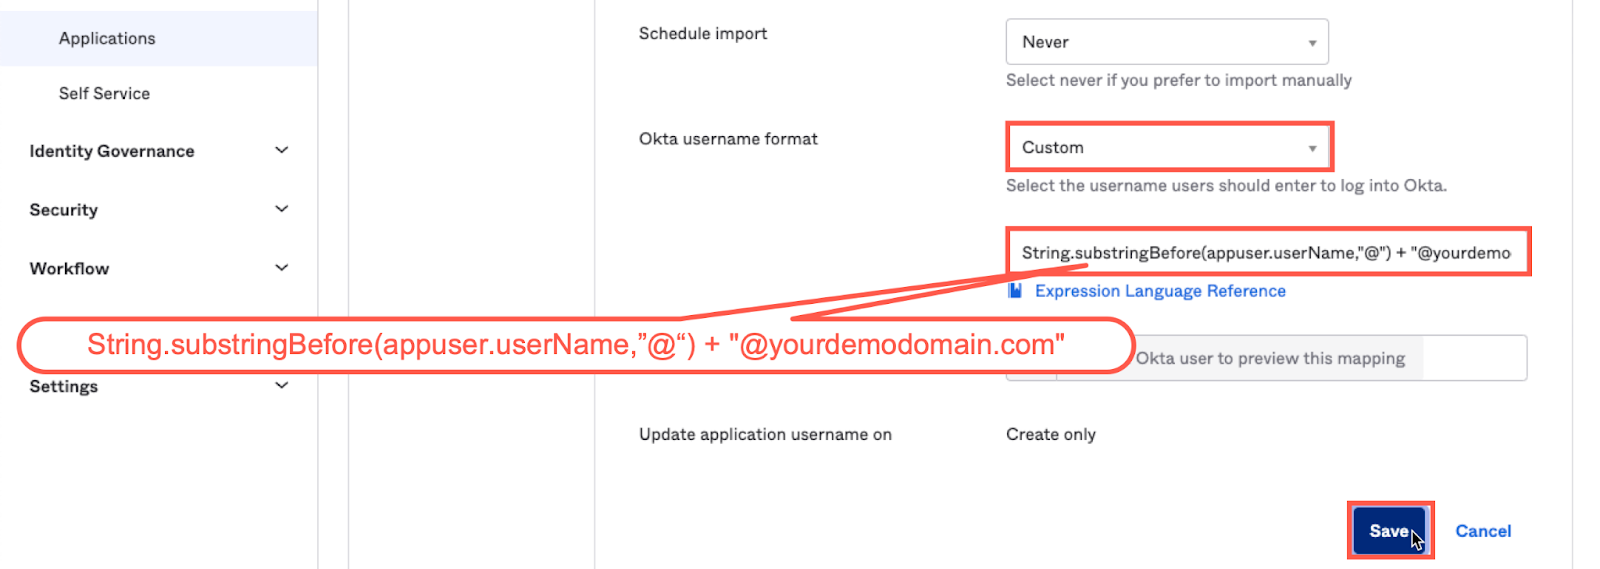 Applications
Self Service
Identity Governance
Security
Workflow
Settings
Schedule import
Never
Select never if you prefer to import manually
Okta username format
Custom
Select the username users should enter to log into Okta.
String.substringBefore(appuser.userName,"@") + "@yourdemo
Expression Language Reference
String.substringBefore(appuser.userName,”@“) + "@yourdemodomain.com"
Okta user to preview this mapping
Update application username on
Create only
Save
Cancel